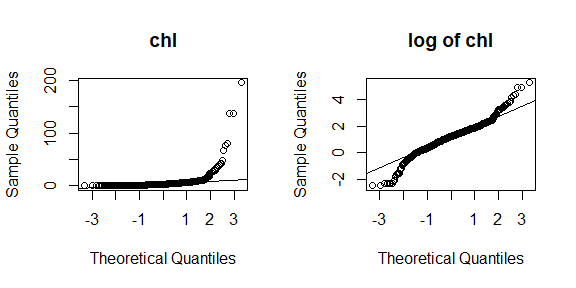 chl
Sample Quantiles
200
100
0
-3
-1
1
2
3
Theoretical Quantiles
log of chl
Sample Quantiles
4
2
0
-2
-3
-1
1
2
3
Theoretical Quantiles